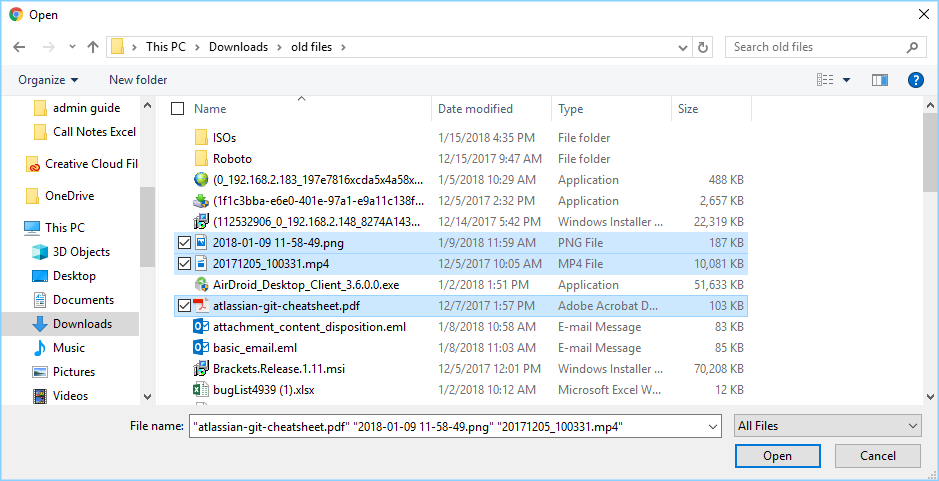 Open
This PC > Downloads > old files >
Search old files
Organize
New folder
?
admin guide
Call Notes Excel
Creative Cloud Fil
OneDrive
This PC
3D Objects
Desktop
Documents
Downloads
Music
Pictures
Videos
Name Date modified Type Size
ISOs 1/15/2018 4:35 PM File folder
Roboto 12/15/2017 9:47 AM File folder
(0_192.168.2.183_197e7816xcda5x4a58x... 1/5/2018 10:29 AM Application 488 KB
(1f1c3bba-e6e0-401e-97a1-e9a11c138f... 12/5/2017 2:32 PM Application 2,657 KB
(112532906_0_192.168.2.148_8274A143... 12/14/2017 5:42 PM Windows Installer ... 22,319 KB
2018-01-09 11-58-49.png 1/9/2018 11:59 AM PNG File 187 KB
20171205_100331.mp4 12/5/2017 10:05 AM MP4 File 10,081 KB
AirDroid_Desktop_Client_3.6.0.0.exe 1/2/2018 1:51 PM Application 51,633 KB
atlassian-git-cheatsheet.pdf 12/7/2017 1:57 PM Adobe Acrobat D... 103 KB
attachment_content_disposition.eml 1/8/2018 10:58 AM E-mail Message 83 KB
basic_email.eml 1/8/2018 11:03 AM E-mail Message 85 KB
Brackets.Release.1.11.msi 12/5/2017 12:01 PM Windows Installer ... 70,208 KB
bugList4939 (1).xlsx 1/2/2018 10:12 AM Microsoft Excel W... 12 KB
File name: "atlassian-git-cheatsheet.pdf" "2018-01-09 11-58-49.png" "20171205_100331.mp4"
All Files
Open
Cancel